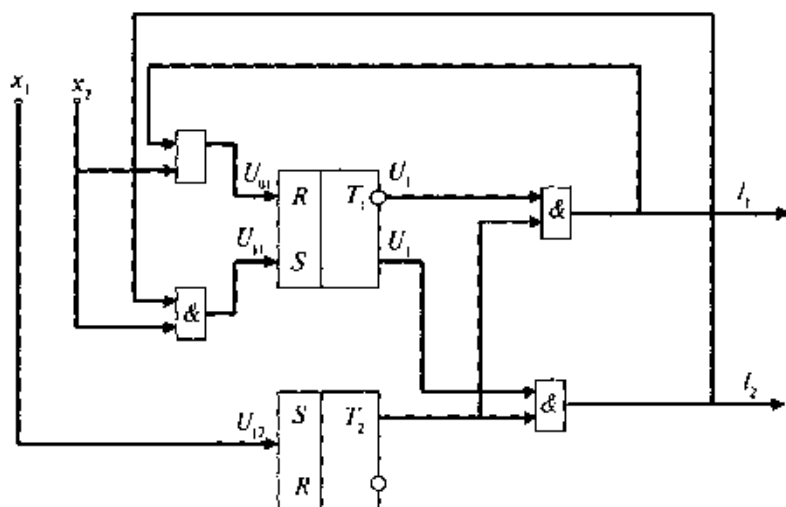 x₁
x₂
U₀₁
R
T₁
U₁
&
l₁
U₁₁
S
U₁
&
S
T₂
&
l₂
U₁₂
R